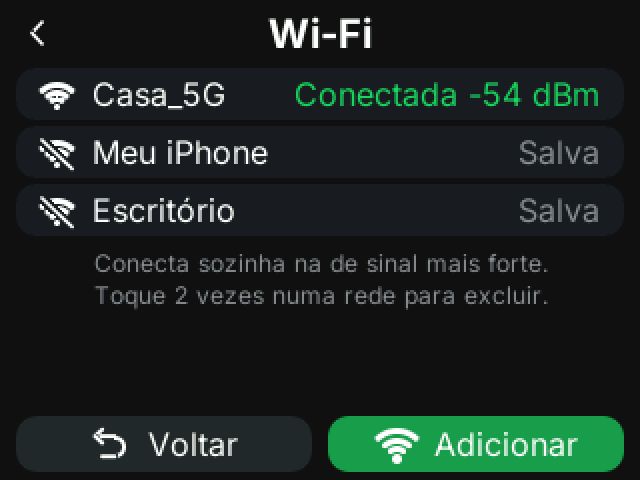 Wi-Fi
Casa_5G Conectada -54 dBm
Meu iPhone Salva
Escritório Salva
Conecta sozinha na de sinal mais forte.
Toque 2 vezes numa rede para excluir.
Voltar Adicionar